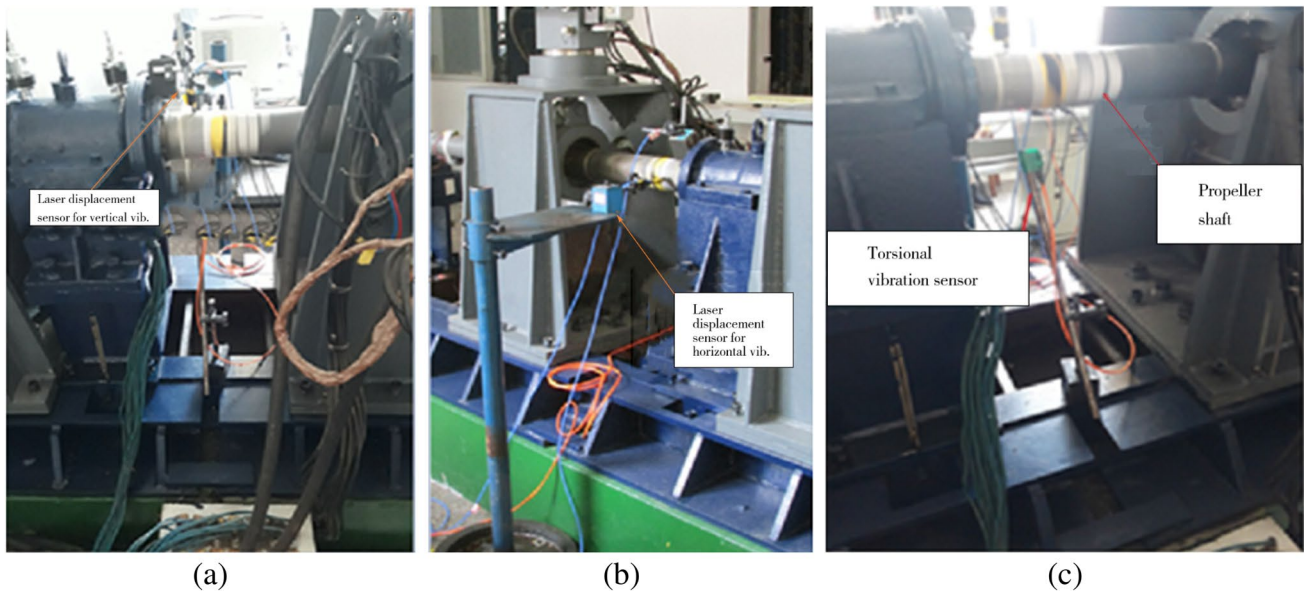 Laser displacement
sensor for vertical vib.
Laser
displacement
sensor for
horizontal vib.
Propeller
shaft
Torsional
vibration sensor
(a)
(b)
(c)